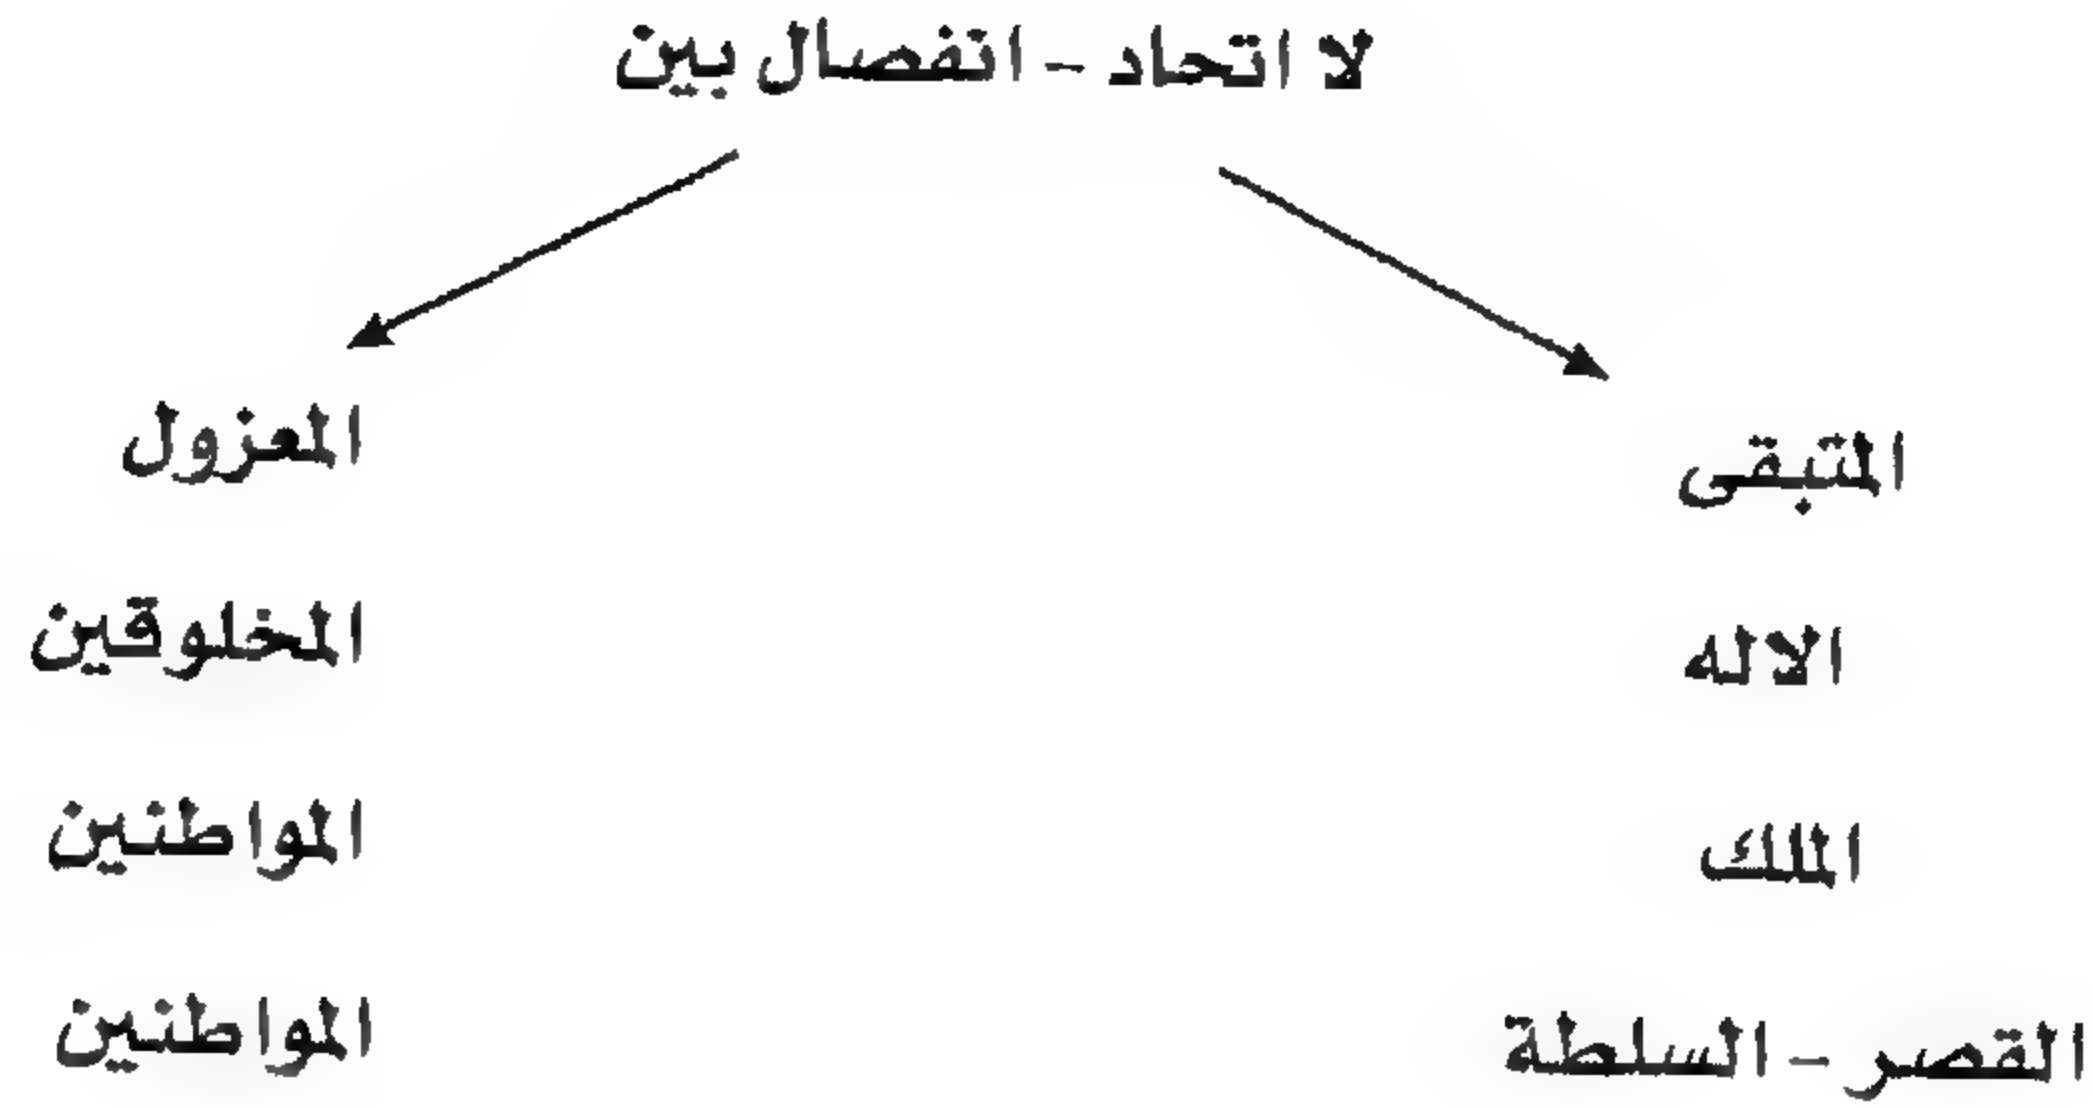 لا اتحاد - انفصال بين
المتبقى
المعزول
الاله
المخلوقين
الملك
المواطنين
القصر - السلطة
المواطنين